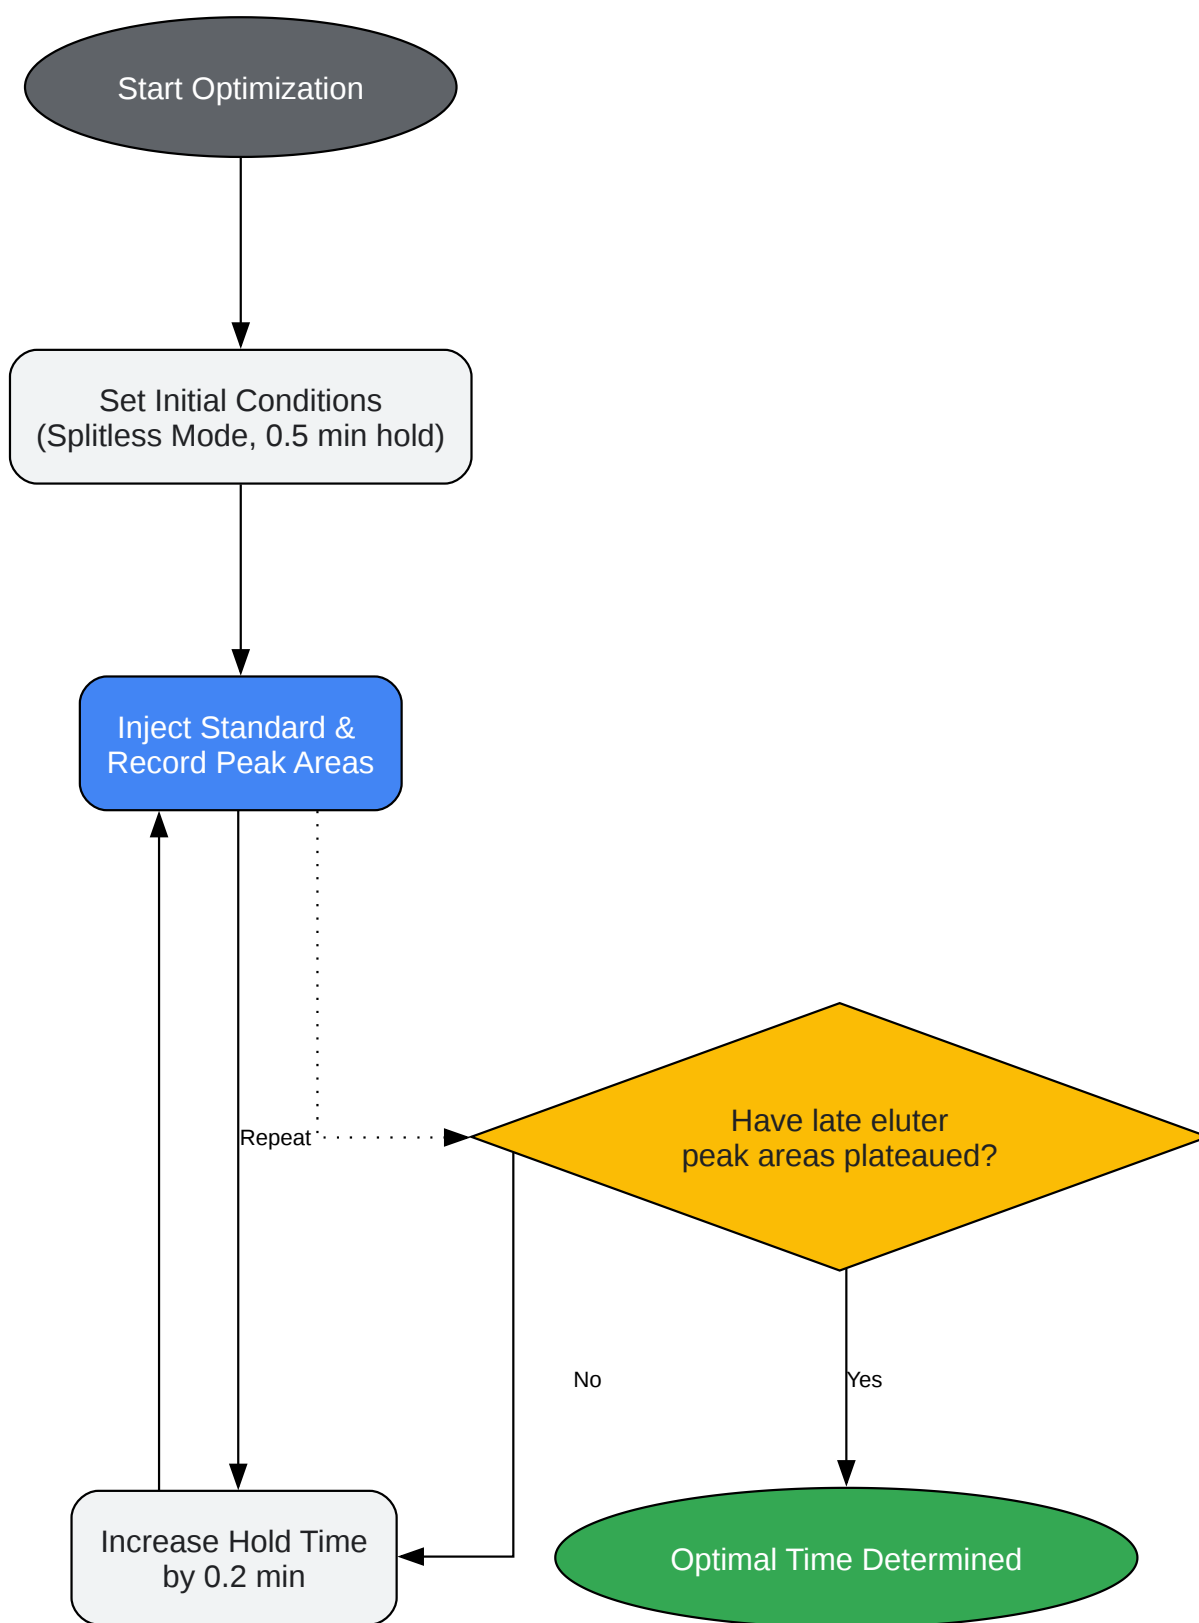 Start Optimization
Set Initial Conditions
(Splitless Mode, 0.5 min hold)
Inject Standard &
Record Peak Areas
Have late eluter
peak areas plateaued?
Repeat
No
Yes
Increase Hold Time
by 0.2 min
Optimal Time Determined